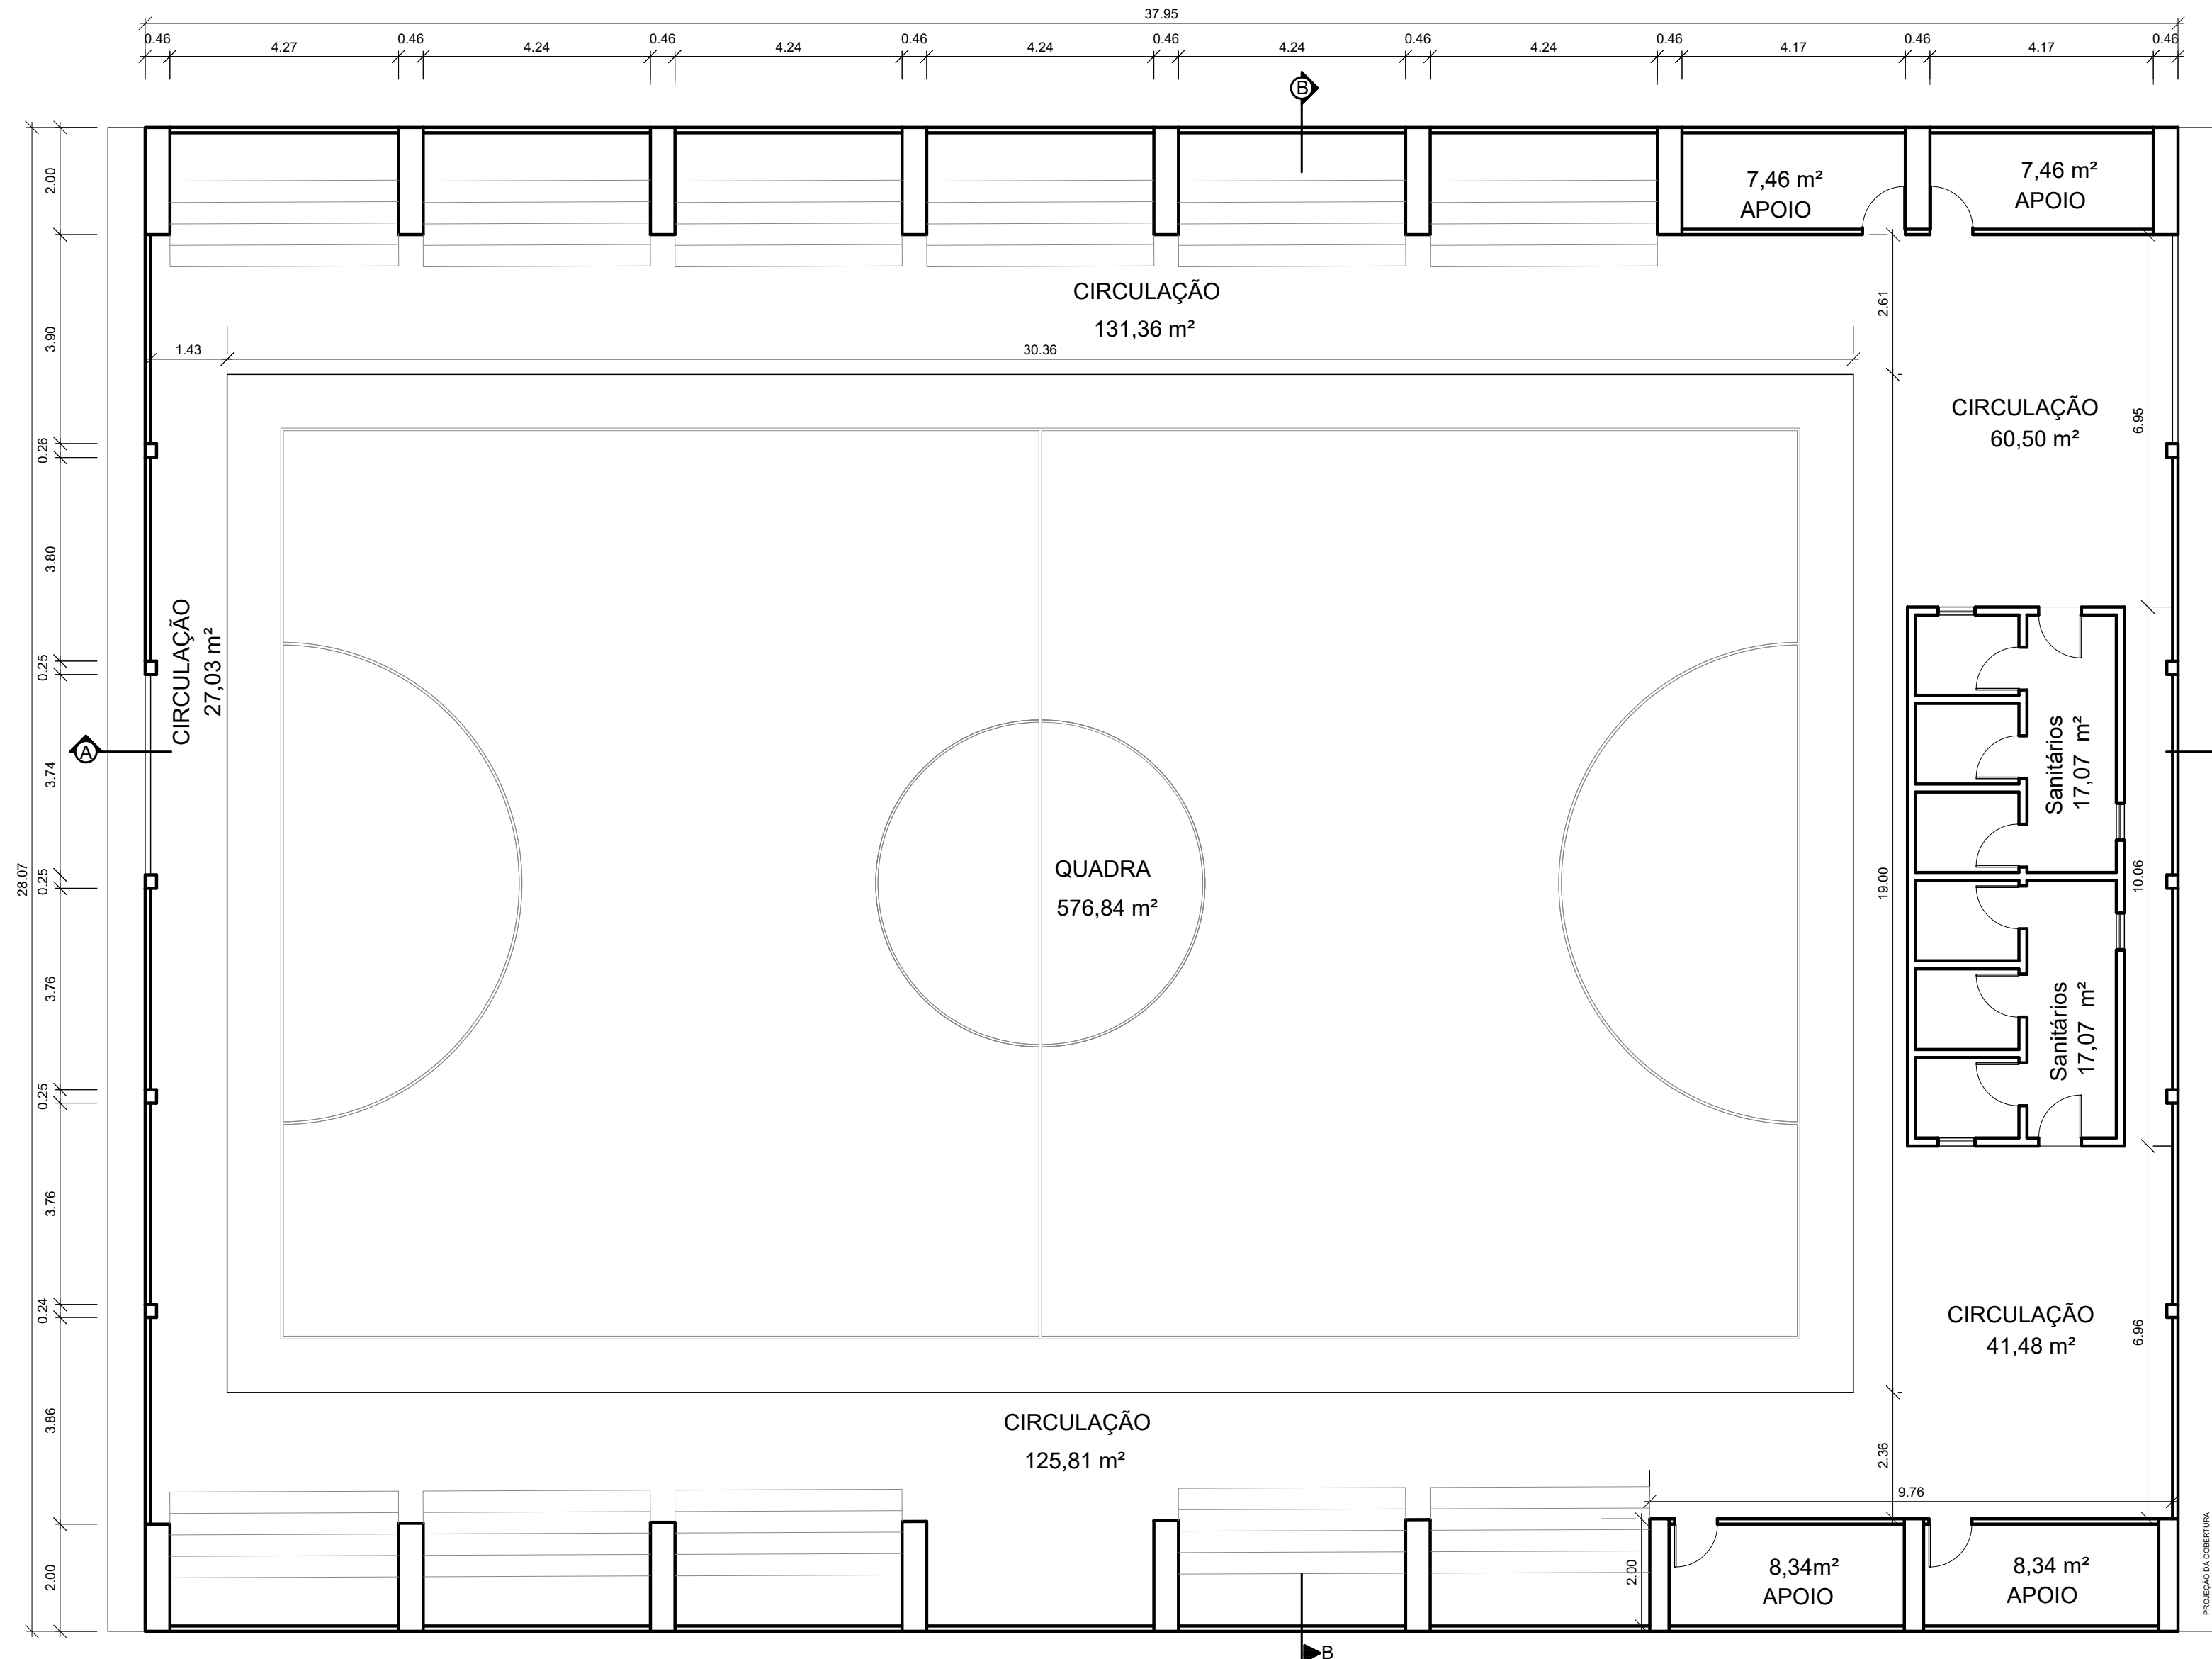 37.95
0.46 4.27 0.46 4.24 0.46 4.24 0.46 4.24 0.46 4.24 0.46 4.24 0.46 4.17 0.46 4.17 0.46
B
2.00
7,46 m²
APOIO
7,46 m²
APOIO
CIRCULAÇÃO
131,36 m²
2.61
3.90
1.43
30.36
CIRCULAÇÃO
60,50 m²
6.95
0.26
3.80
CIRCULAÇÃO
27,03 m²
0.25
A
3.74
Sanitários
17,07 m²
28.07
0.25
QUADRA
576,84 m²
19.00
10.06
3.76
Sanitários
17,07 m²
0.25
3.76
0.24
CIRCULAÇÃO
41,48 m²
6.96
3.86
CIRCULAÇÃO
125,81 m²
2.36
9.76
2.00
2.00
8,34m²
APOIO
8,34 m²
APOIO
PROJEÇÃO DA COBERTURA
B